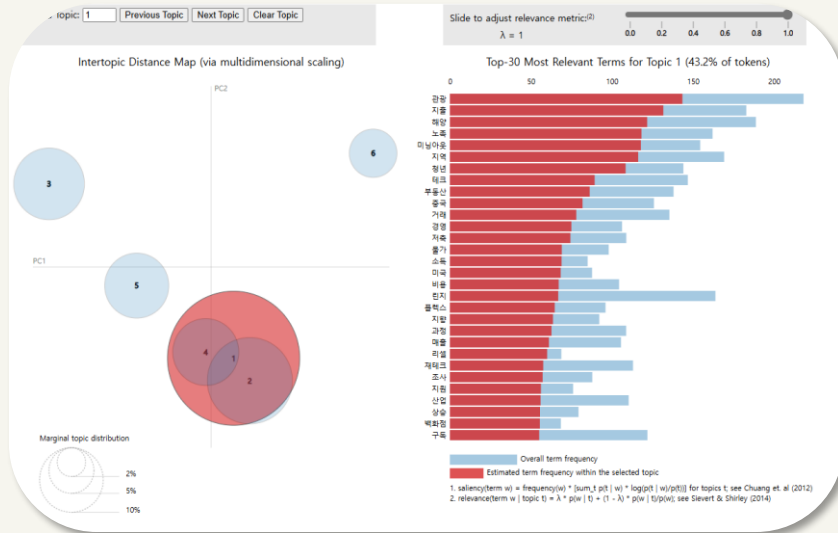 Topic: 1 Previous Topic Next Topic Clear Topic
Slide to adjust relevance metric:(2)
λ = 1
0.0 0.2 0.4 0.6 0.8 1.0
Intertopic Distance Map (via multidimensional scaling)
Top-30 Most Relevant Terms for Topic 1 (43.2% of tokens)
PC2
PC1
3
6
5
4
1
2
Marginal topic distribution
2%
5%
10%
0 50 100 150 200
관광
지출
해양
노족
미닝아웃
지역
청년
테크
부동산
중국
거래
경영
저축
물가
소득
미국
비용
린지
플렉스
지향
과정
매출
리셀
재테크
조사
지원
산업
상승
백화점
구독
Overall term frequency
Estimated term frequency within the selected topic
1. saliency(term w) = frequency(w) * [sum_t p(t | w) * log(p(t | w)/p(t))] for topics t; see Chuang et. al (2012)
2. relevance(term w | topic t) = λ * p(w | t) + (1 - λ) * p(w | t)/p(w); see Sievert & Shirley (2014)